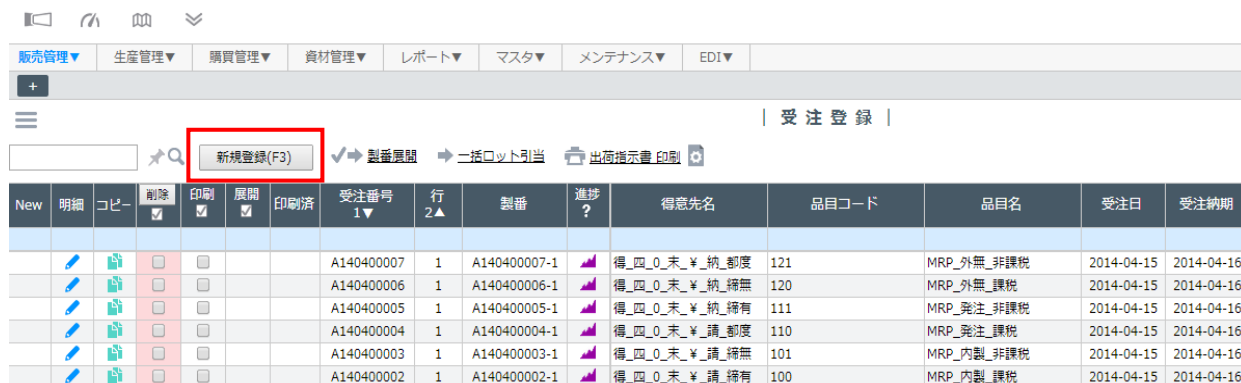 販売管理▼ 生産管理▼ 購買管理▼ 資材管理▼ レポート▼ マスタ▼ メンテナンス▼ EDI▼
+
| 受注登録 |
新規登録(F3) 製番展開 一括ロット引当 出荷指示書 印刷
New 明細 コピー 削除 印刷 展開 印刷済 受注番号 1▼ 行 2▲ 製番 進捗 ? 得意先名 品目コード 品目名 受注日 受注納期
A140400007 1 A140400007-1 得_四_0_末_¥_納_都度 121 MRP_外無_非課税 2014-04-15 2014-04-16
A140400006 1 A140400006-1 得_四_0_末_¥_納_締無 120 MRP_外無_課税 2014-04-15 2014-04-16
A140400005 1 A140400005-1 得_四_0_末_¥_納_締有 111 MRP_発注_非課税 2014-04-15 2014-04-16
A140400004 1 A140400004-1 得_四_0_末_¥_請_都度 110 MRP_発注_課税 2014-04-15 2014-04-16
A140400003 1 A140400003-1 得_四_0_末_¥_請_締無 101 MRP_内製_非課税 2014-04-15 2014-04-16
A140400002 1 A140400002-1 得_四_0_末_¥_請_締有 100 MRP_内製_課税 2014-04-15 2014-04-16